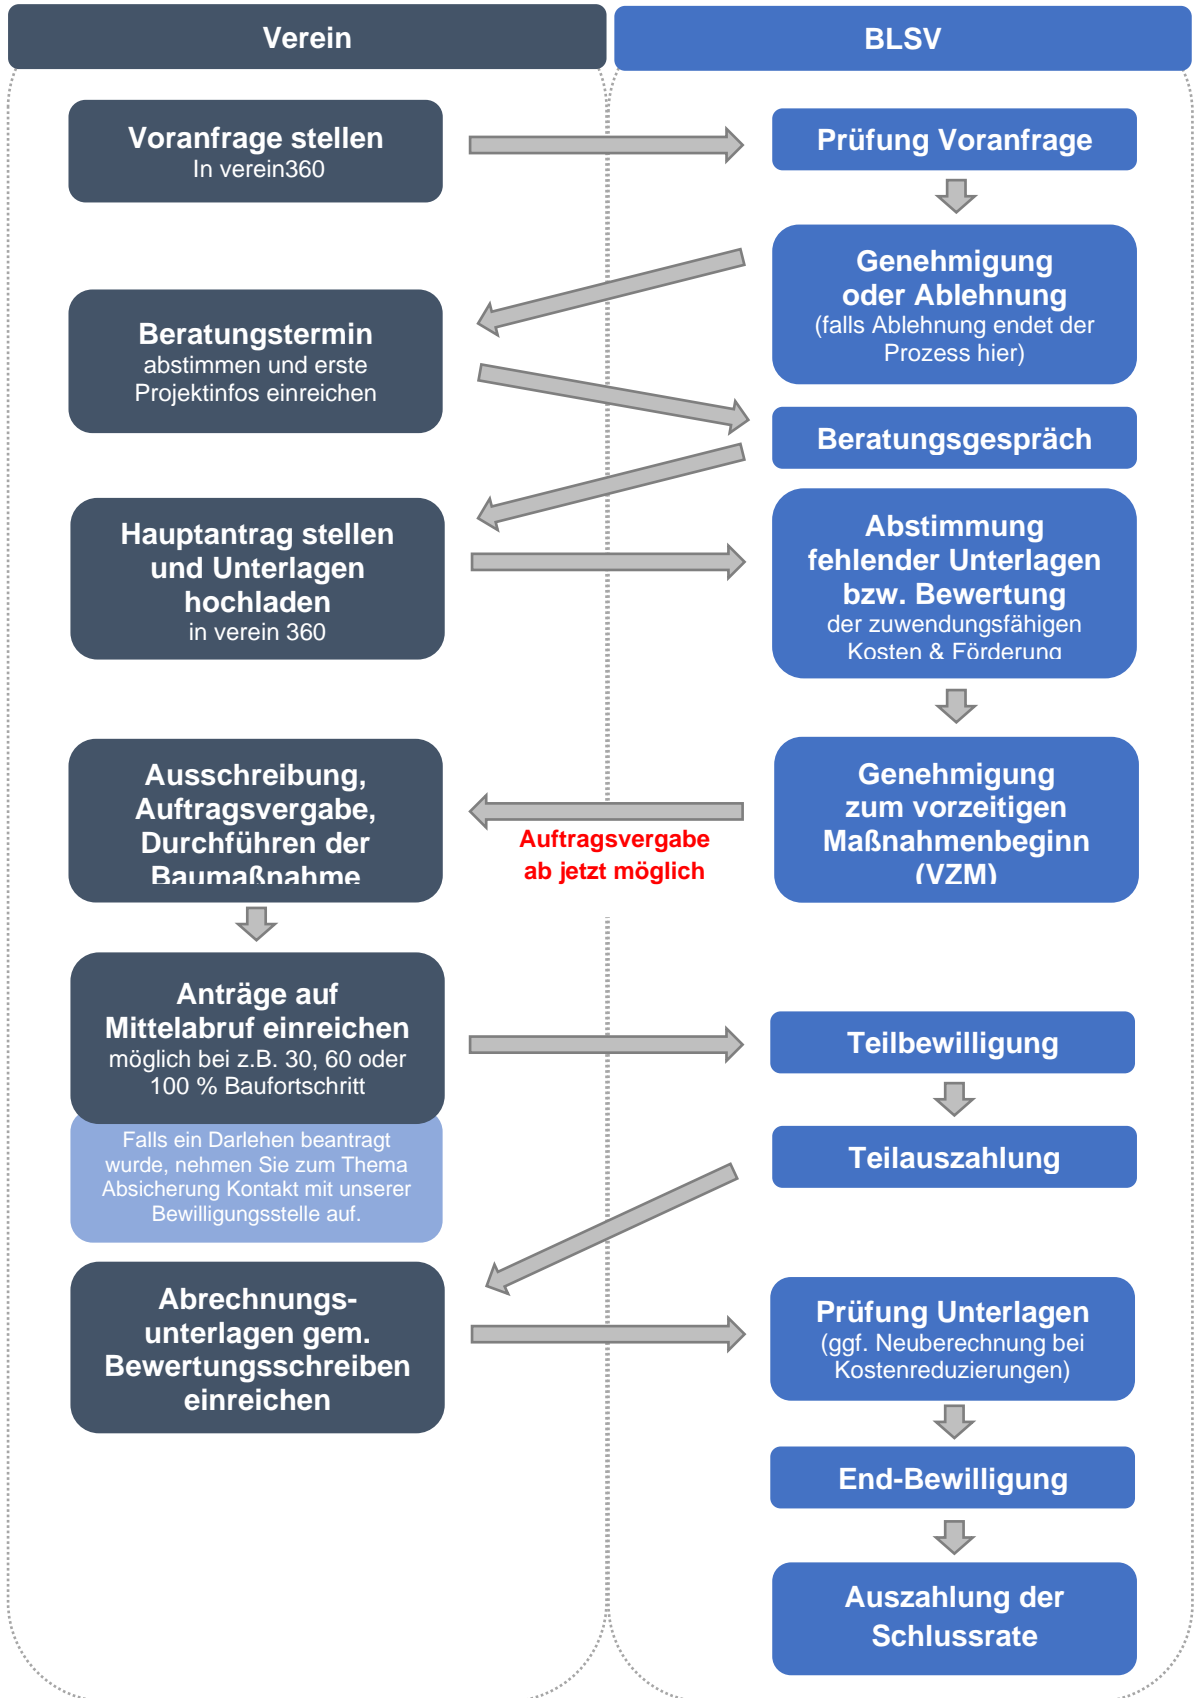 Verein
BLSV
Voranfrage stellen
In verein360
Prüfung Voranfrage
Genehmigung
oder Ablehnung
(falls Ablehnung endet der
Prozess hier)
Beratungstermin
abstimmen und erste
Projektinfos einreichen
Beratungsgespräch
Hauptantrag stellen
und Unterlagen
hochladen
in verein 360
Abstimmung
fehlender Unterlagen
bzw. Bewertung
der zuwendungsfähigen
Kosten & Förderung
Genehmigung
zum vorzeitigen
Maßnahmenbeginn
(VZM)
Auftragsvergabe
ab jetzt möglich
Ausschreibung,
Auftragsvergabe,
Durchführen der
Baumaßnahme
Anträge auf
Mittelabruf einreichen
möglich bei z.B. 30, 60 oder
100 % Baufortschritt
Falls ein Darlehen beantragt
wurde, nehmen Sie zum Thema
Absicherung Kontakt mit unserer
Bewilligungsstelle auf.
Teilbewilligung
Teilauszahlung
Abrechnungs-
unterlagen gem.
Bewertungsschreiben
einreichen
Prüfung Unterlagen
(ggf. Neuberechnung bei
Kostenreduzierungen)
End-Bewilligung
Auszahlung der
Schlussrate